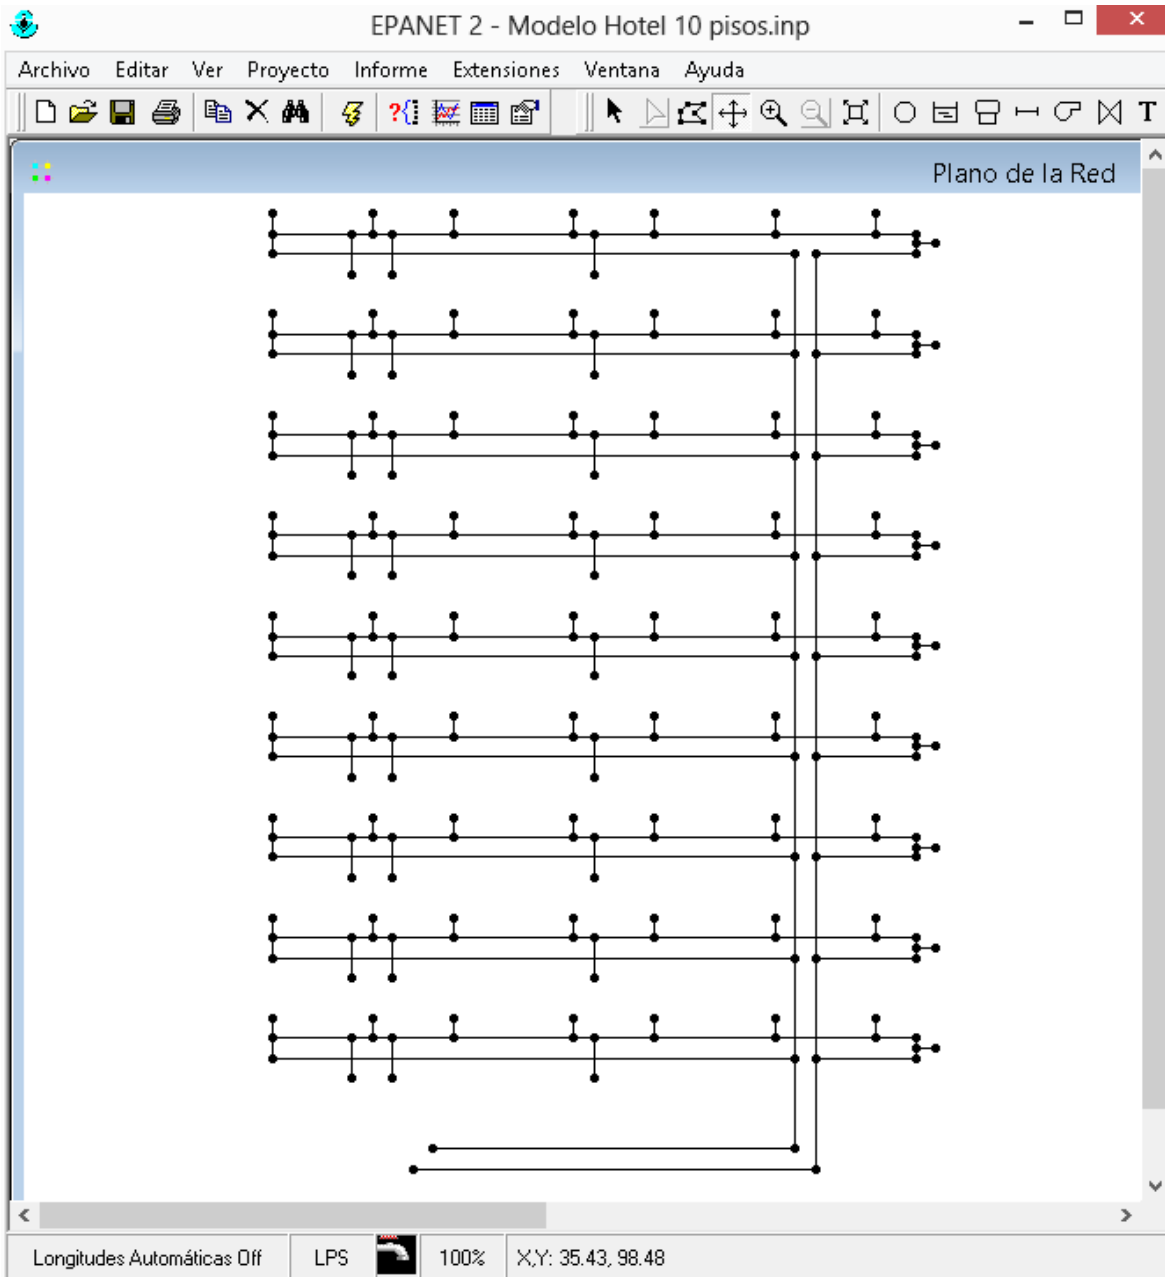 EPANET 2 - Modelo Hotel 10 pisos.inp
Archivo Editar Ver Proyecto Informe Extensiones Ventana Ayuda
T
Plano de la Red
Longitudes Automáticas Off LPS 100% X,Y: 35.43, 98.48